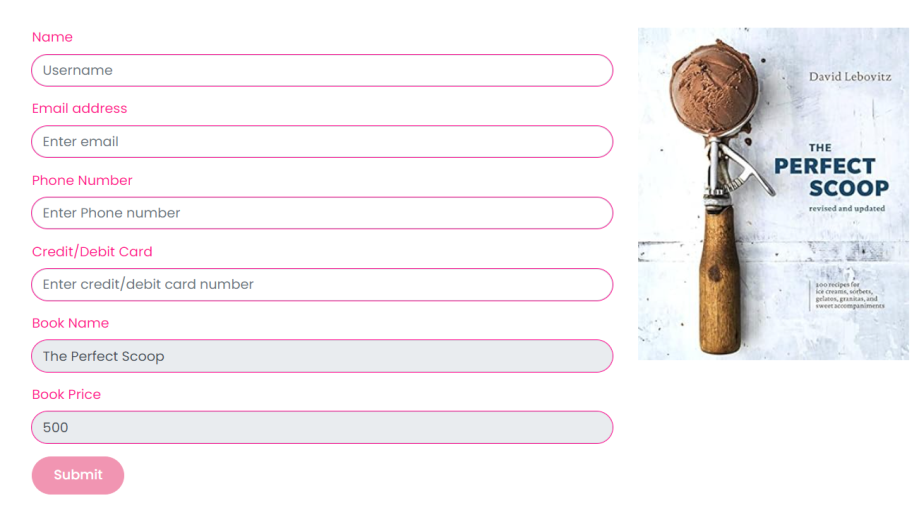 Name
Username
Email address
Enter email
Phone Number
Enter Phone number
Credit/Debit Card
Enter credit/debit card number
Book Name
The Perfect Scoop
Book Price
500
Submit
David Lebovitz
THE
PERFECT
SCOOP
revised and updated
200 recipes for
ice creams, sorbets,
gelatos, granitas, and
sweet accompaniments